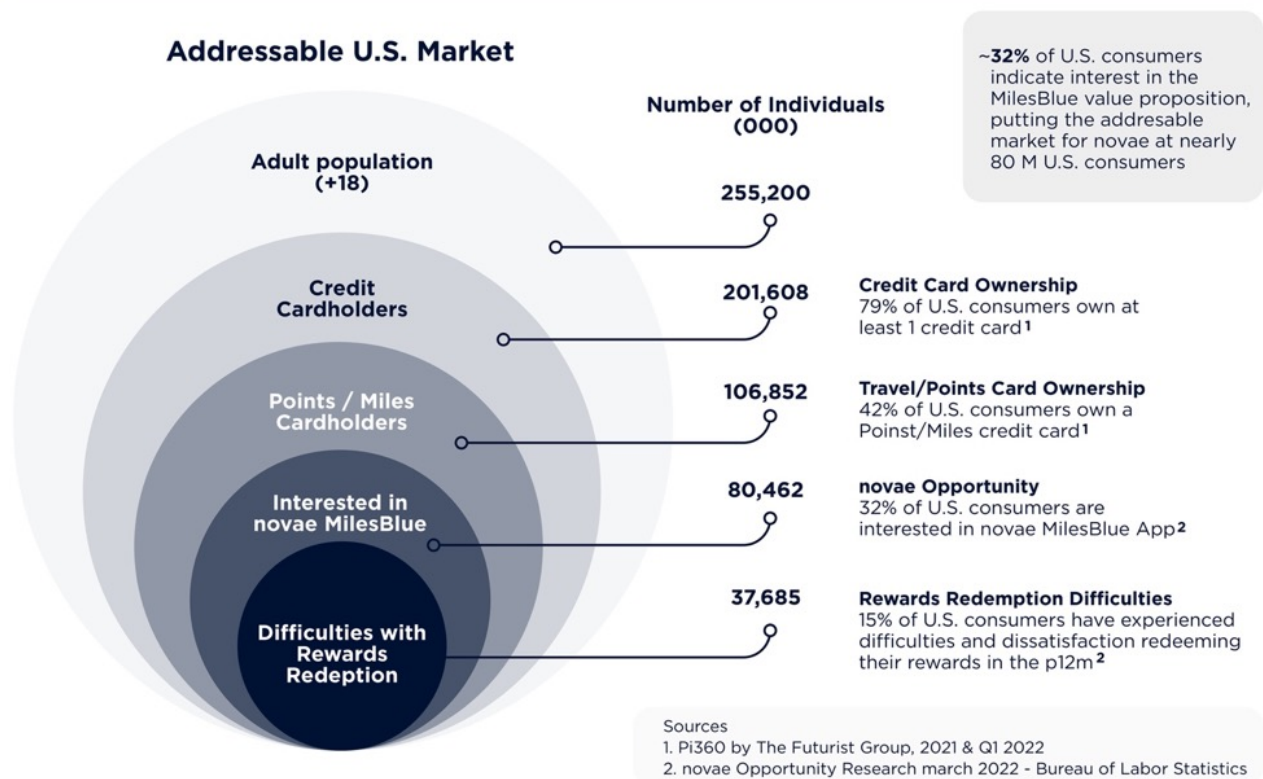 Addressable U.S. Market
~32% of U.S. consumers
indicate interest in the
MilesBlue value proposition,
putting the addresable
market for novae at nearly
80 M U.S. consumers
Number of Individuals
(000)
Adult population
(+18)
255,200
Credit
Cardholders
201,608
Credit Card Ownership
79% of U.S. consumers own at
least 1 credit card1
Points / Miles
Cardholders
106,852
Travel/Points Card Ownership
42% of U.S. consumers own a
Poinst/Miles credit card1
Interested in
novae MilesBlue
80,462
novae Opportunity
32% of U.S. consumers are
interested in novae MilesBlue App2
Difficulties with
Rewards
Redeption
37,685
Rewards Redemption Difficulties
15% of U.S. consumers have experienced
difficulties and dissatisfaction redeeming
their rewards in the p12m2
Sources
1. Pi360 by The Futurist Group, 2021 & Q1 2022
2. novae Opportunity Research march 2022 - Bureau of Labor Statistics